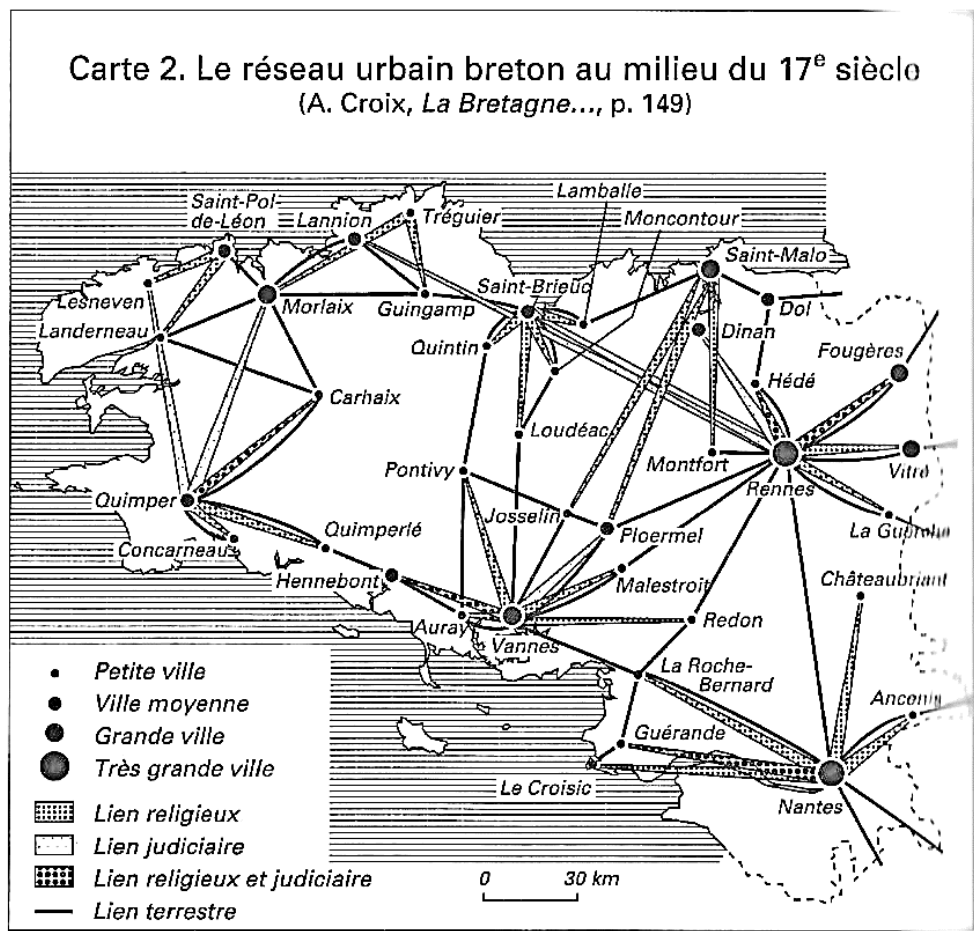 Carte 2. Le réseau urbain breton au milieu du 17e siècle
(A. Croix, La Bretagne..., p. 149)
Lamballe
Saint-Pol-
de-Léon
Lannion
Tréguier
Moncontour
Saint-Malo
Lesneven
Morlaix
Guingamp
Saint-Brieuc
Dol
Landerneau
Quintin
Dinan
Fougères
Hédé
Carhaix
Loudéac
Montfort
Rennes
Vitré
Pontivy
Quimper
Josselin
Ploermel
La Guerche
Concarneau
Quimperlé
Hennebont
Malestroit
Châteaubriant
Auray
Vannes
Redon
La Roche-
Bernard
Ancenis
Guérande
Le Croisic
Nantes
Petite ville
Ville moyenne
Grande ville
Très grande ville
Lien religieux
Lien judiciaire
Lien religieux et judiciaire
Lien terrestre
0 30 km